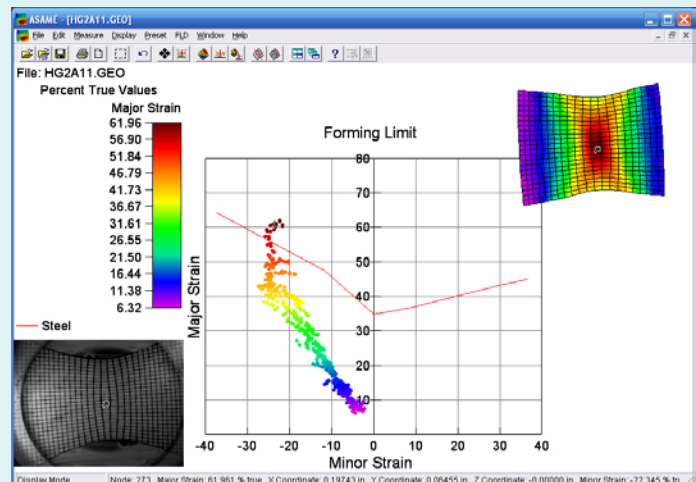 ASAME - [HG2A11.GEO]
File Edit Measure Display Preset FLD Window Help
File: HG2A11.GEO
Percent True Values
Major Strain
61.96
56.90
51.84
46.79
41.73
36.67
31.61
26.55
21.50
16.44
11.38
6.32
Steel
Forming Limit
80
70
60
50
40
30
20
10
Major Strain
-40 -30 -20 -10 0 10 20 30 40
Minor Strain
Display Mode Node: 273 Major Strain: 61.961 % true X Coordinate: 0.19743 in Y Coordinate: 0.06455 in Z Coordinate: -0.00000 in Minor Strain: -22.345 % tru